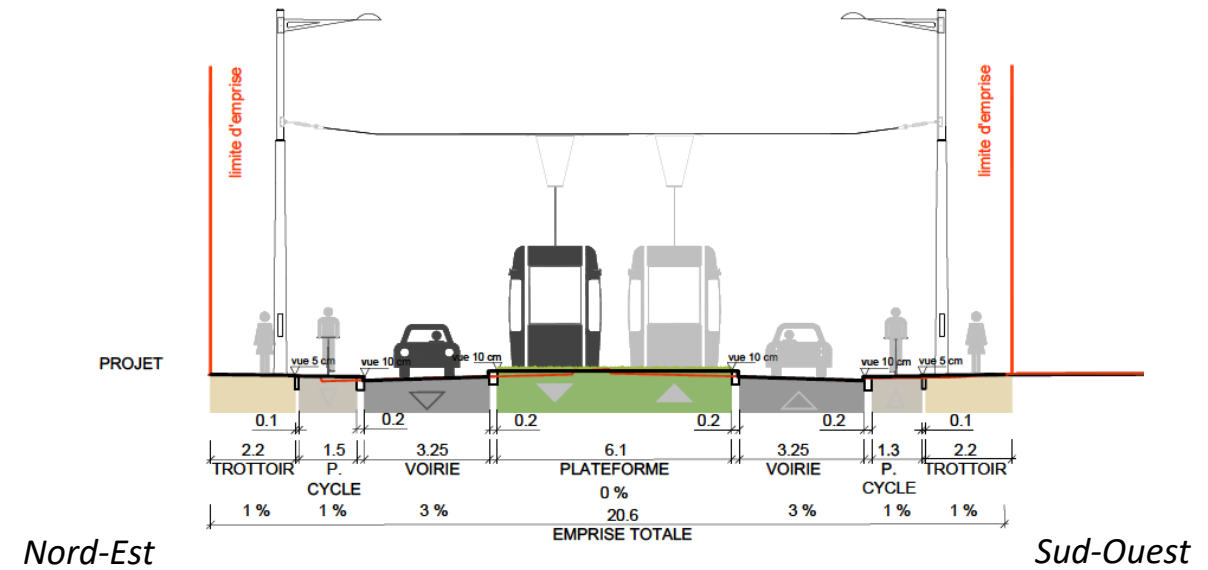 limite d'emprise
limite d'emprise
PROJET
vue 5 cm
vue 10 cm
vue 10 cm
vue 10 cm
vue 10 cm
vue 5 cm
0.1 0.2 0.2 0.2 0.2 0.1
2.2 1.5 3.25 6.1 3.25 1.3 2.2
TROTTOIR P. VOIRIE PLATEFORME VOIRIE P. TROTTOIR
CYCLE CYCLE
0 %
1 % 1 % 3 % 3 % 1 % 1 %
20.6
EMPRISE TOTALE
Nord-Est Sud-Ouest